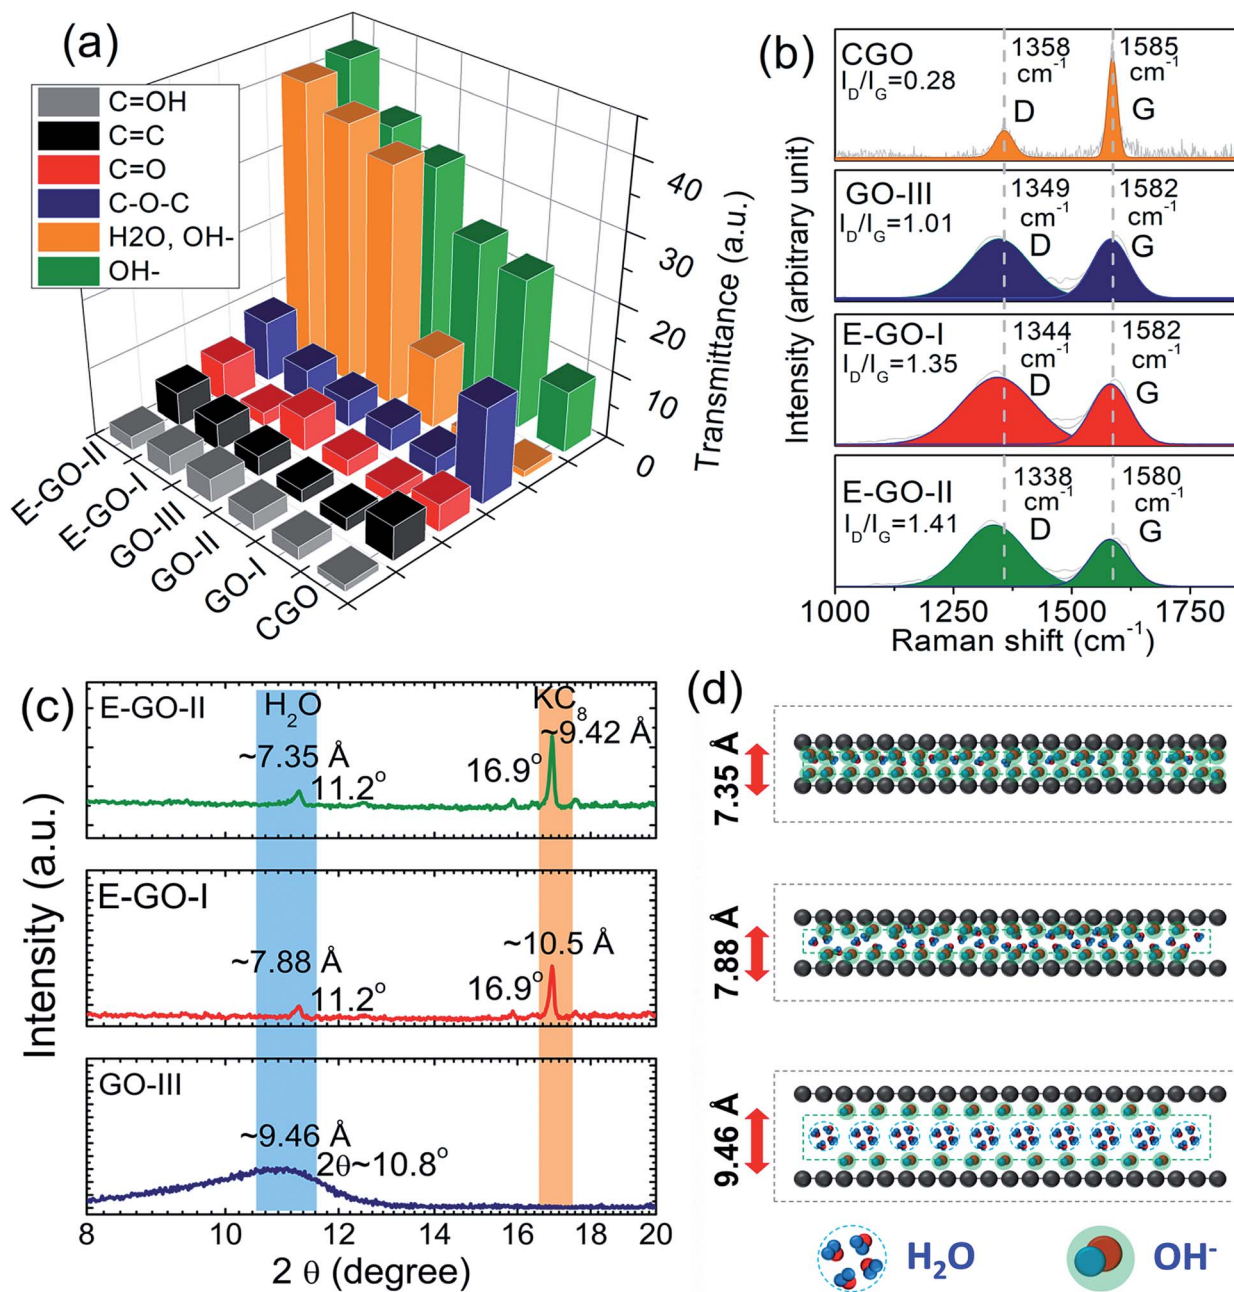 (a)
C=OH
C=C
C=O
C-O-C
H2O, OH-
OH-
40
30
20
10
0
Transmittance (a.u.)
E-GO-II
E-GO-I
GO-III
GO-II
GO-I
CGO
(b)
Intensity (arbitrary unit)
CGO
I_D/I_G=0.28
1358 cm⁻¹
D
1585 cm⁻¹
G
GO-III
I_D/I_G=1.01
1349 cm⁻¹
D
1582 cm⁻¹
G
E-GO-I
I_D/I_G=1.35
1344 cm⁻¹
D
1582 cm⁻¹
G
E-GO-II
I_D/I_G=1.41
1338 cm⁻¹
D
1580 cm⁻¹
G
1000 1250 1500 1750
Raman shift (cm⁻¹)
(c)
Intensity (a.u.)
E-GO-II
H₂O
~7.35 Å
11.2°
KC₈
~9.42 Å
16.9°
E-GO-I
~7.88 Å
11.2°
~10.5 Å
16.9°
GO-III
~9.46 Å
2θ~10.8°
8 10 12 14 16 18 20
2 θ (degree)
(d)
7.35 Å
7.88 Å
9.46 Å
H₂O
OH⁻